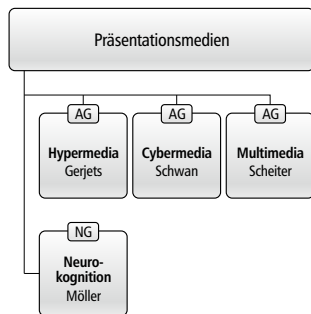 Präsentationsmedien
AG
AG
AG
Hypermedia
Gerjets
Cybermedia
Schwan
Multimedia
Scheiter
NG
Neuro-
kognition
Möller